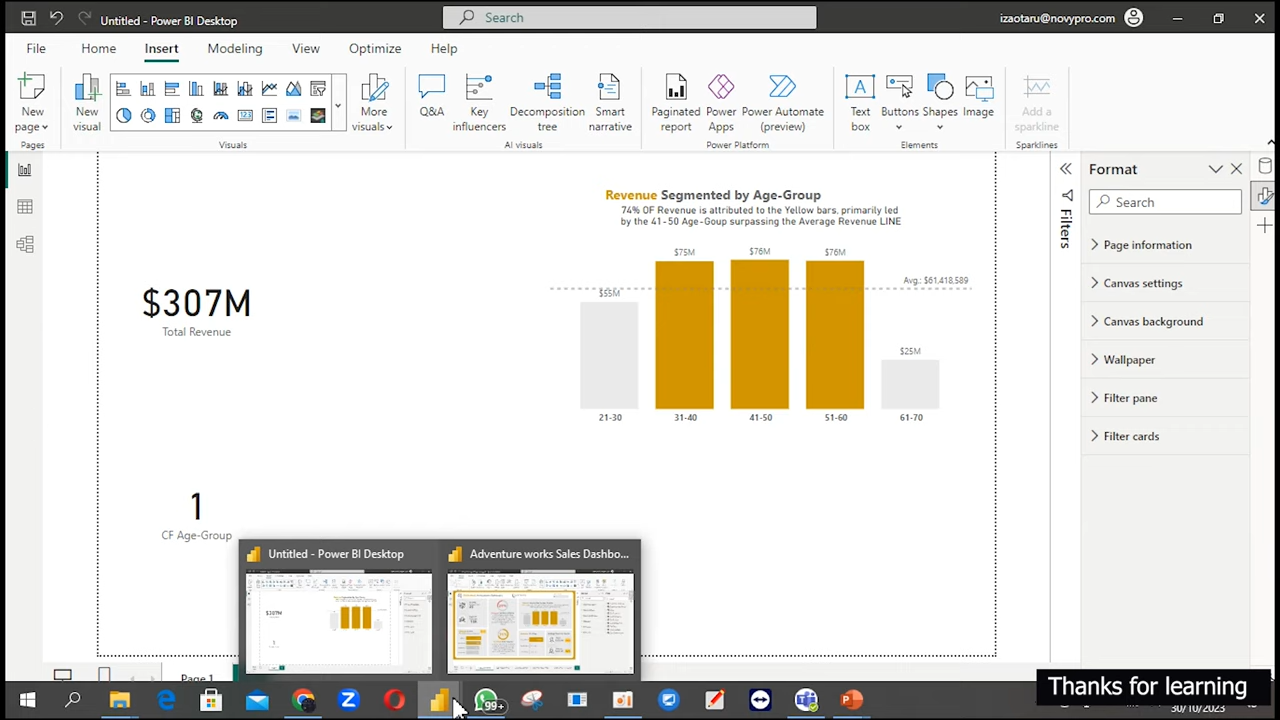 Untitled - Power BI Desktop
Search
izaotaru@novypro.com
File Home Insert Modeling View Optimize Help
New page
Pages
New visual
More visuals
Visuals
Q&A
Key influencers
Decomposition tree
Smart narrative
AI visuals
Paginated report
Power Apps
Power Automate (preview)
Power Platform
Text box
Buttons
Shapes
Image
Elements
Add a sparkline
Sparklines
Filters
Format
Search
Page information
Canvas settings
Canvas background
Wallpaper
Filter pane
Filter cards
Revenue Segmented by Age-Group
74% OF Revenue is attributed to the Yellow bars, primarily led
by the 41-50 Age-Goup surpassing the Average Revenue LINE
$75M $76M $76M
Avg.: $61,418,589
$55M
$25M
21-30 31-40 41-50 51-60 61-70
$307M
Total Revenue
1
CF Age-Group
Untitled - Power BI Desktop
Adventure works Sales Dashbo...
Page 1
99+
Thanks for learning
30/10/2023